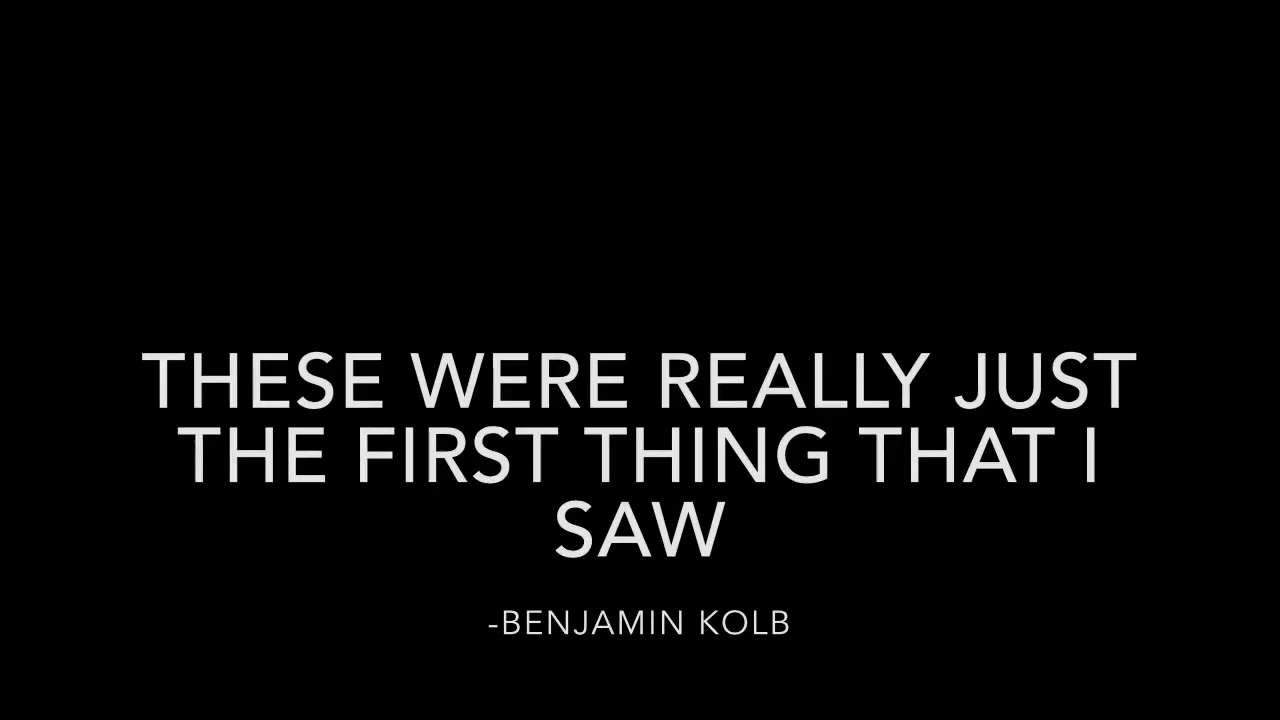 THESE WERE REALLY JUST
THE FIRST THING THAT I
SAW
-BENJAMIN KOLB